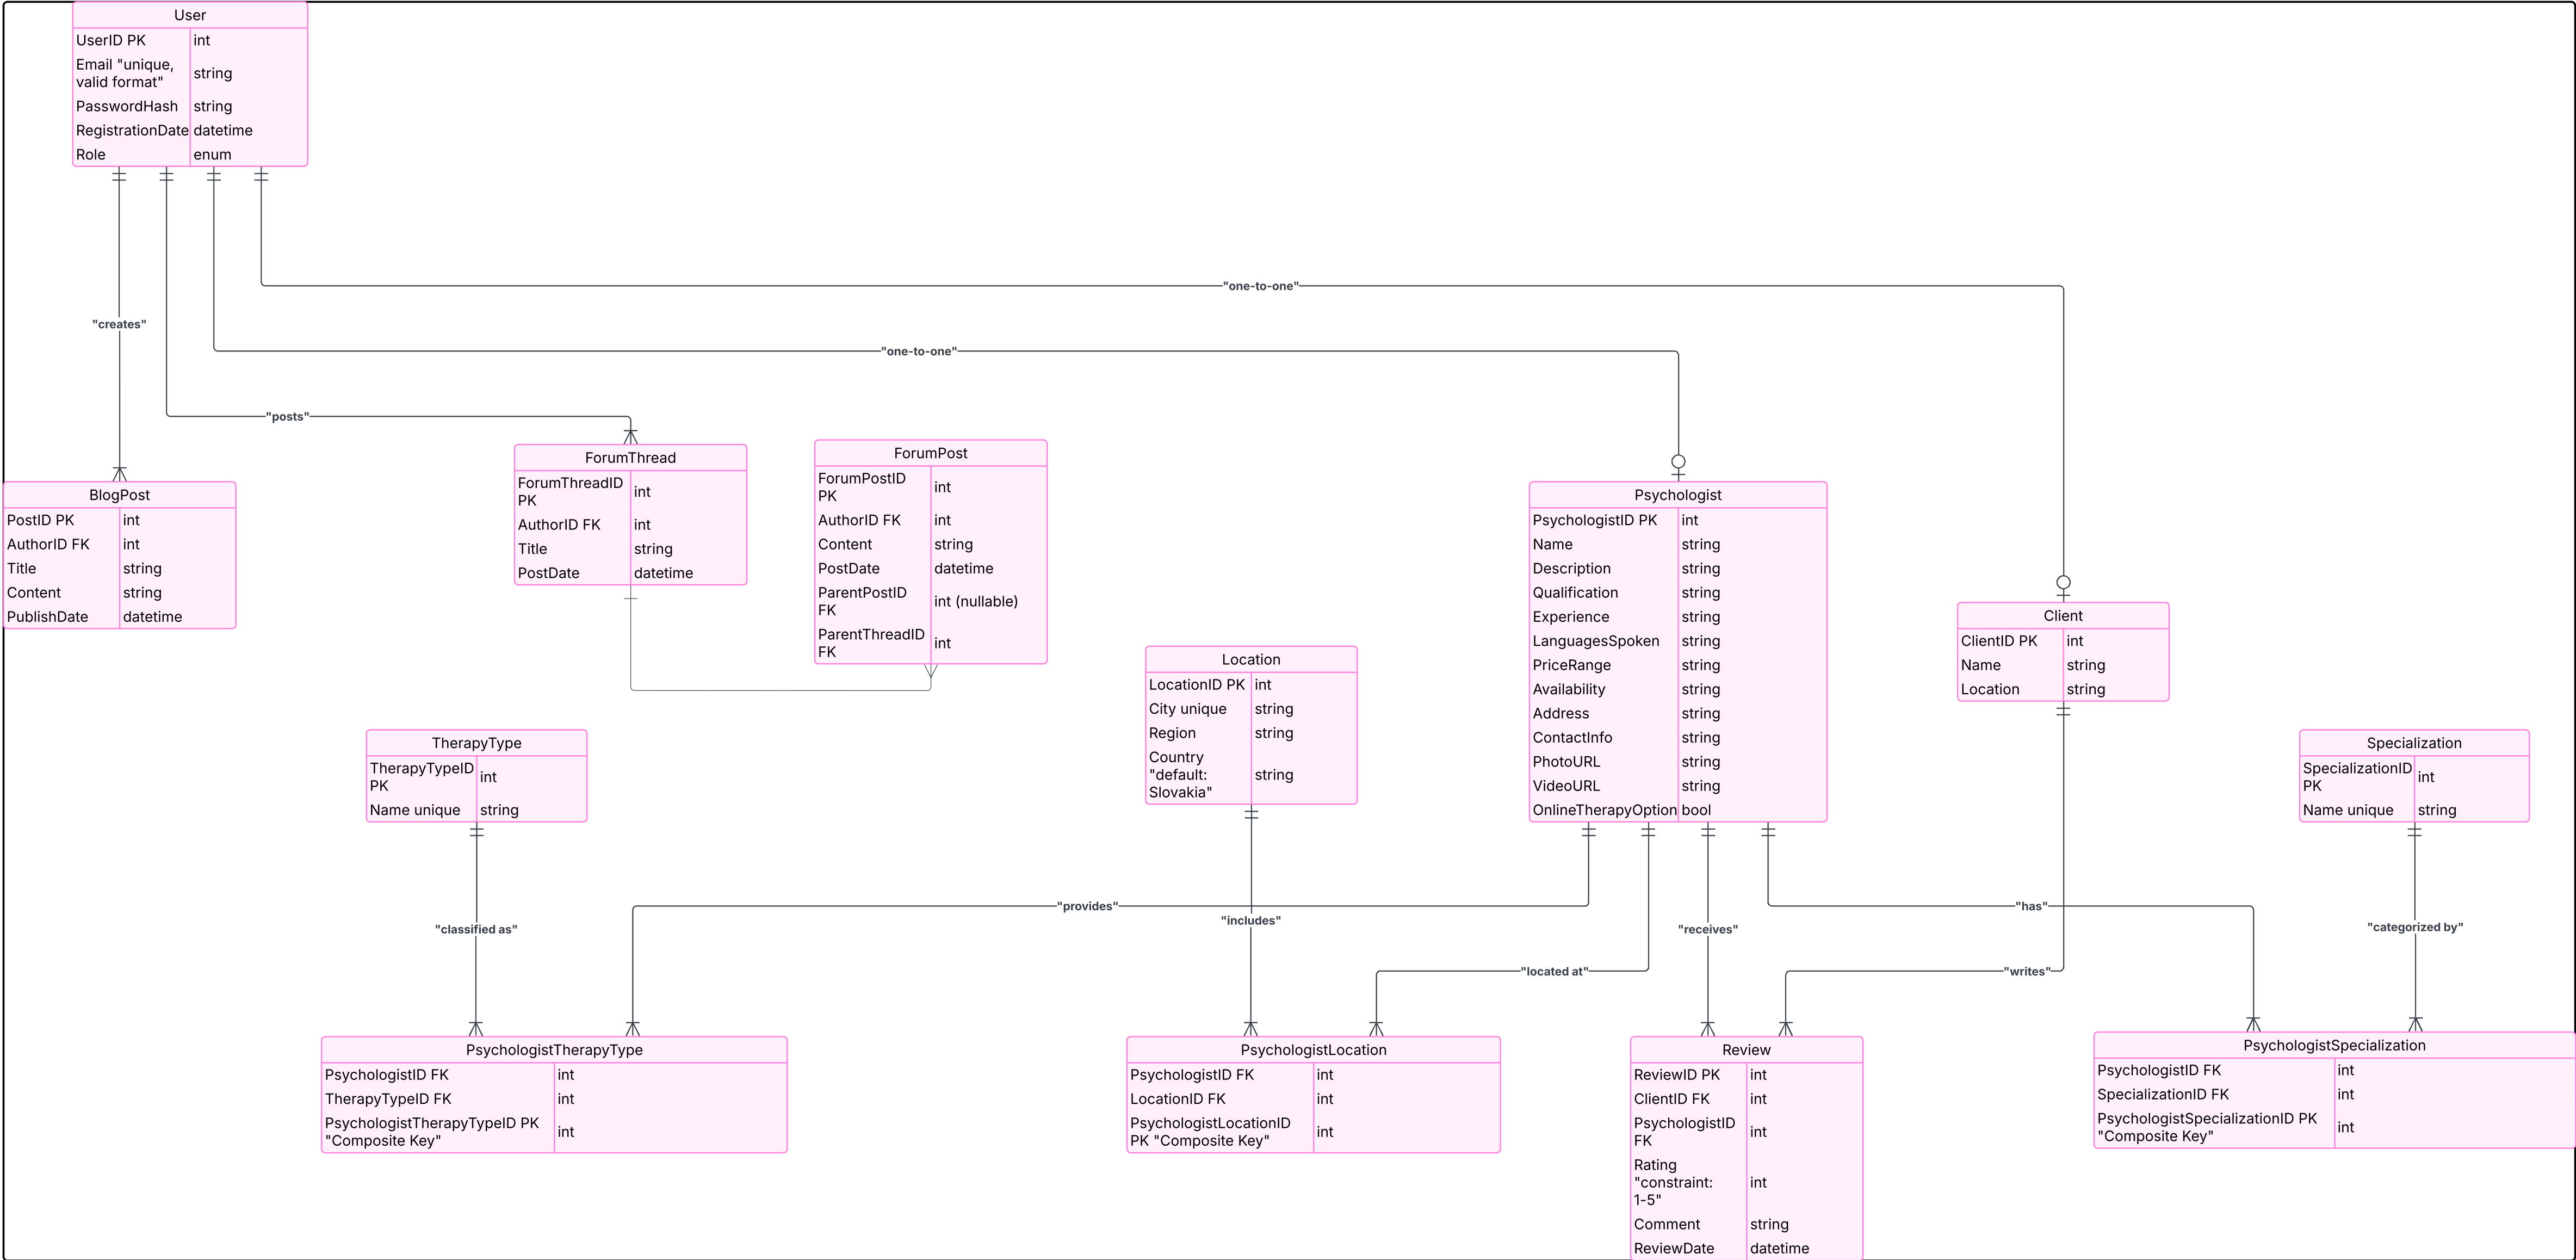 User
UserID PK int
Email "unique,
valid format" string
PasswordHash string
RegistrationDate datetime
Role enum
"one-to-one"
"creates"
"one-to-one"
"posts"
BlogPost
PostID PK int
AuthorID FK int
Title string
Content string
PublishDate datetime
ForumThread
ForumThreadID
PK int
AuthorID FK int
Title string
PostDate datetime
ForumPost
ForumPostID
PK int
AuthorID FK int
Content string
PostDate datetime
ParentPostID
FK int (nullable)
ParentThreadID
FK int
Psychologist
PsychologistID PK int
Name string
Description string
Qualification string
Experience string
LanguagesSpoken string
PriceRange string
Availability string
Address string
ContactInfo string
PhotoURL string
VideoURL string
OnlineTherapyOption bool
Client
ClientID PK int
Name string
Location string
Location
LocationID PK int
City unique string
Region string
Country
"default:
Slovakia" string
TherapyType
TherapyTypeID
PK int
Name unique string
Specialization
SpecializationID
PK int
Name unique string
"provides"
"has"
"includes"
"classified as"
"receives"
"categorized by"
"located at"
"writes"
PsychologistTherapyType
PsychologistID FK int
TherapyTypeID FK int
PsychologistTherapyTypeID PK
"Composite Key" int
PsychologistLocation
PsychologistID FK int
LocationID FK int
PsychologistLocationID
PK "Composite Key" int
Review
ReviewID PK int
ClientID FK int
PsychologistID
FK int
Rating
"constraint:
1-5" int
Comment string
ReviewDate datetime
PsychologistSpecialization
PsychologistID FK int
SpecializationID FK int
PsychologistSpecializationID PK
"Composite Key" int